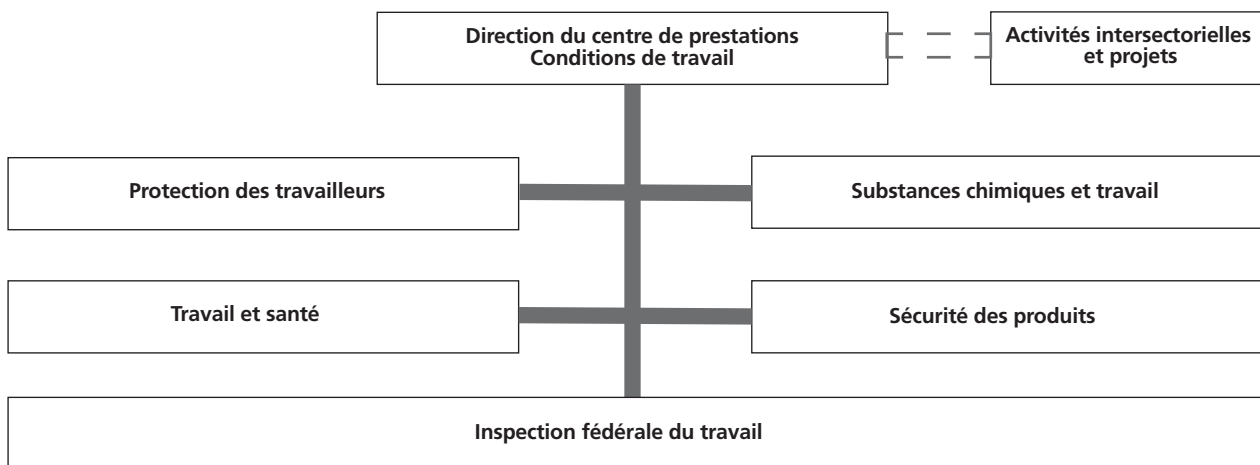 Direction du centre de prestations
Conditions de travail
Activités intersectorielles
et projets
Protection des travailleurs
Substances chimiques et travail
Travail et santé
Sécurité des produits
Inspection fédérale du travail